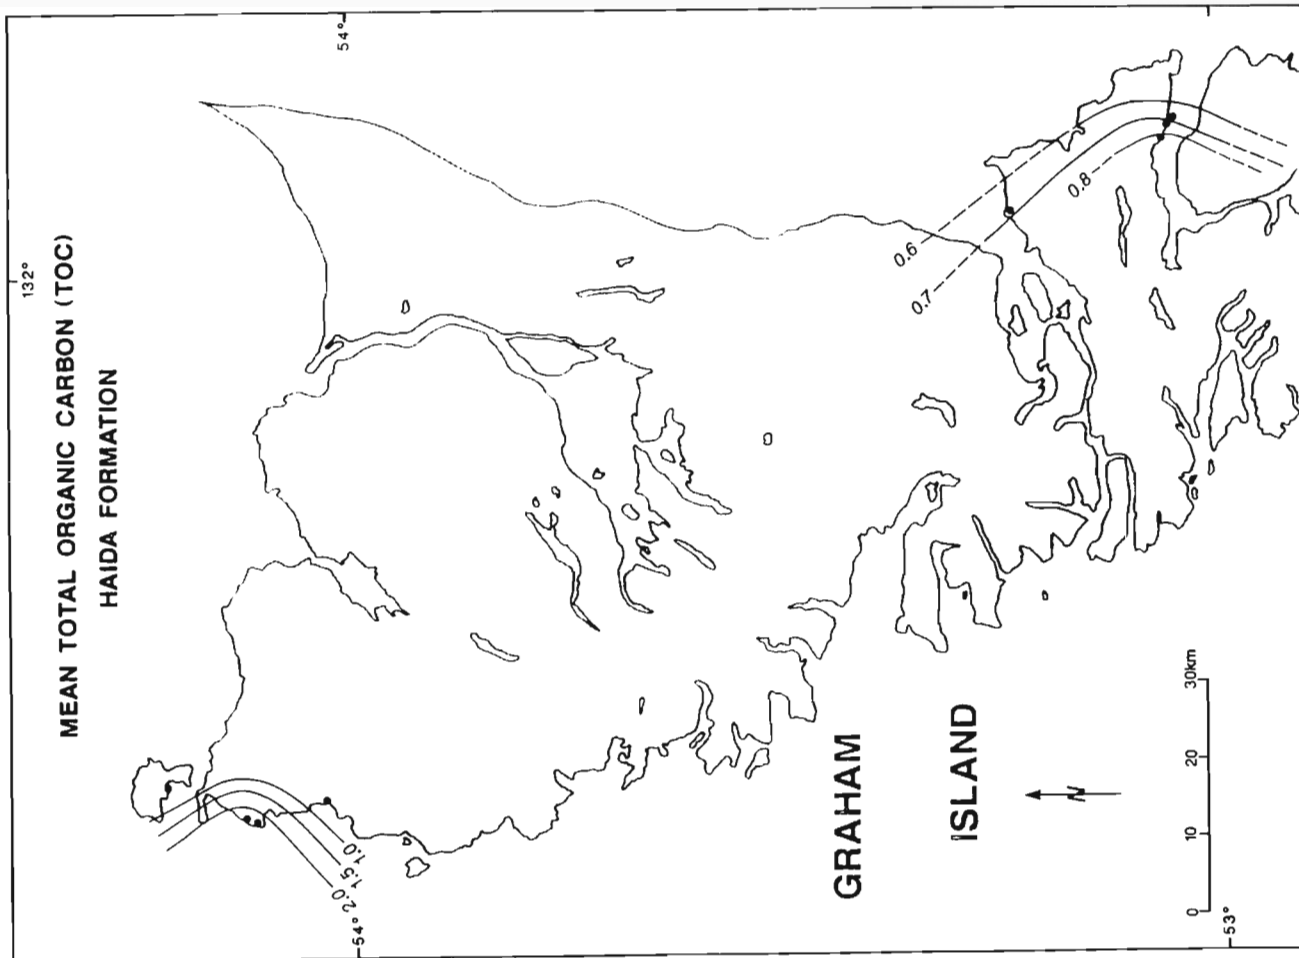 MEAN TOTAL ORGANIC CARBON (TOC)
HAIDA FORMATION
132°
54°
54°
53°
0.6
0.7
0.8
1.0
1.5
2.0
GRAHAM
ISLAND
N
0 10 20 30km